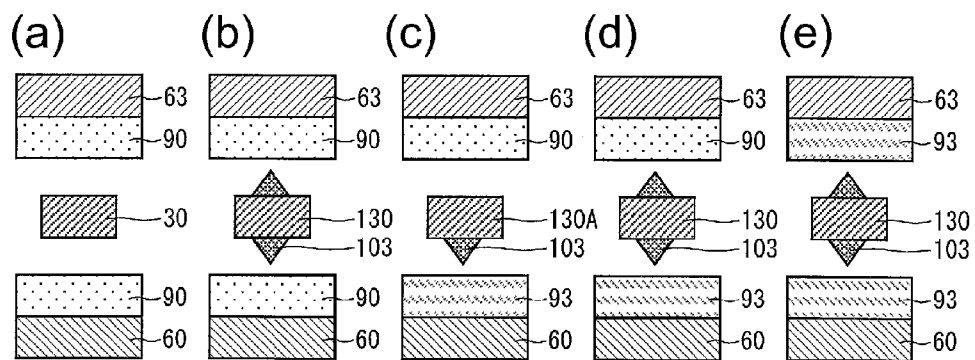 (a) (b) (c) (d) (e)
63 63 63 63 63
90 90 90 90 93
30 130 130A 130 130
103 103 103 103
90 90 93 93 93
60 60 60 60 60